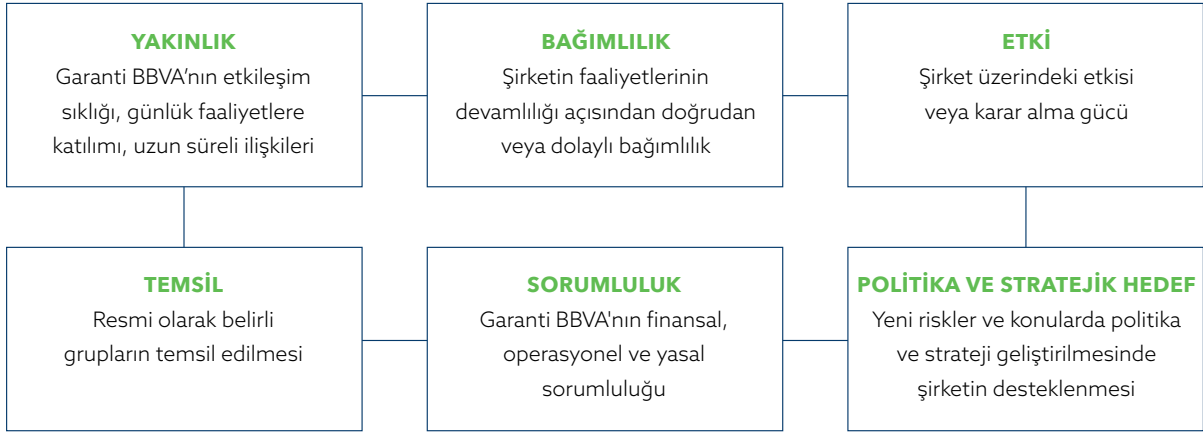 YAKINLIK
Garanti BBVA’nın etkileşim
sıklığı, günlük faaliyetlere
katılımı, uzun süreli ilişkileri
BAĞIMLILIK
Şirketin faaliyetlerinin
devamlılığı açısından doğrudan
veya dolaylı bağımlılık
ETKİ
Şirket üzerindeki etkisi
veya karar alma gücü
TEMSİL
Resmi olarak belirli
grupların temsil edilmesi
SORUMLULUK
Garanti BBVA'nın finansal,
operasyonel ve yasal
sorumluluğu
POLİTİKA VE STRATEJİK HEDEF
Yeni riskler ve konularda politika
ve strateji geliştirilmesinde
şirketin desteklenmesi